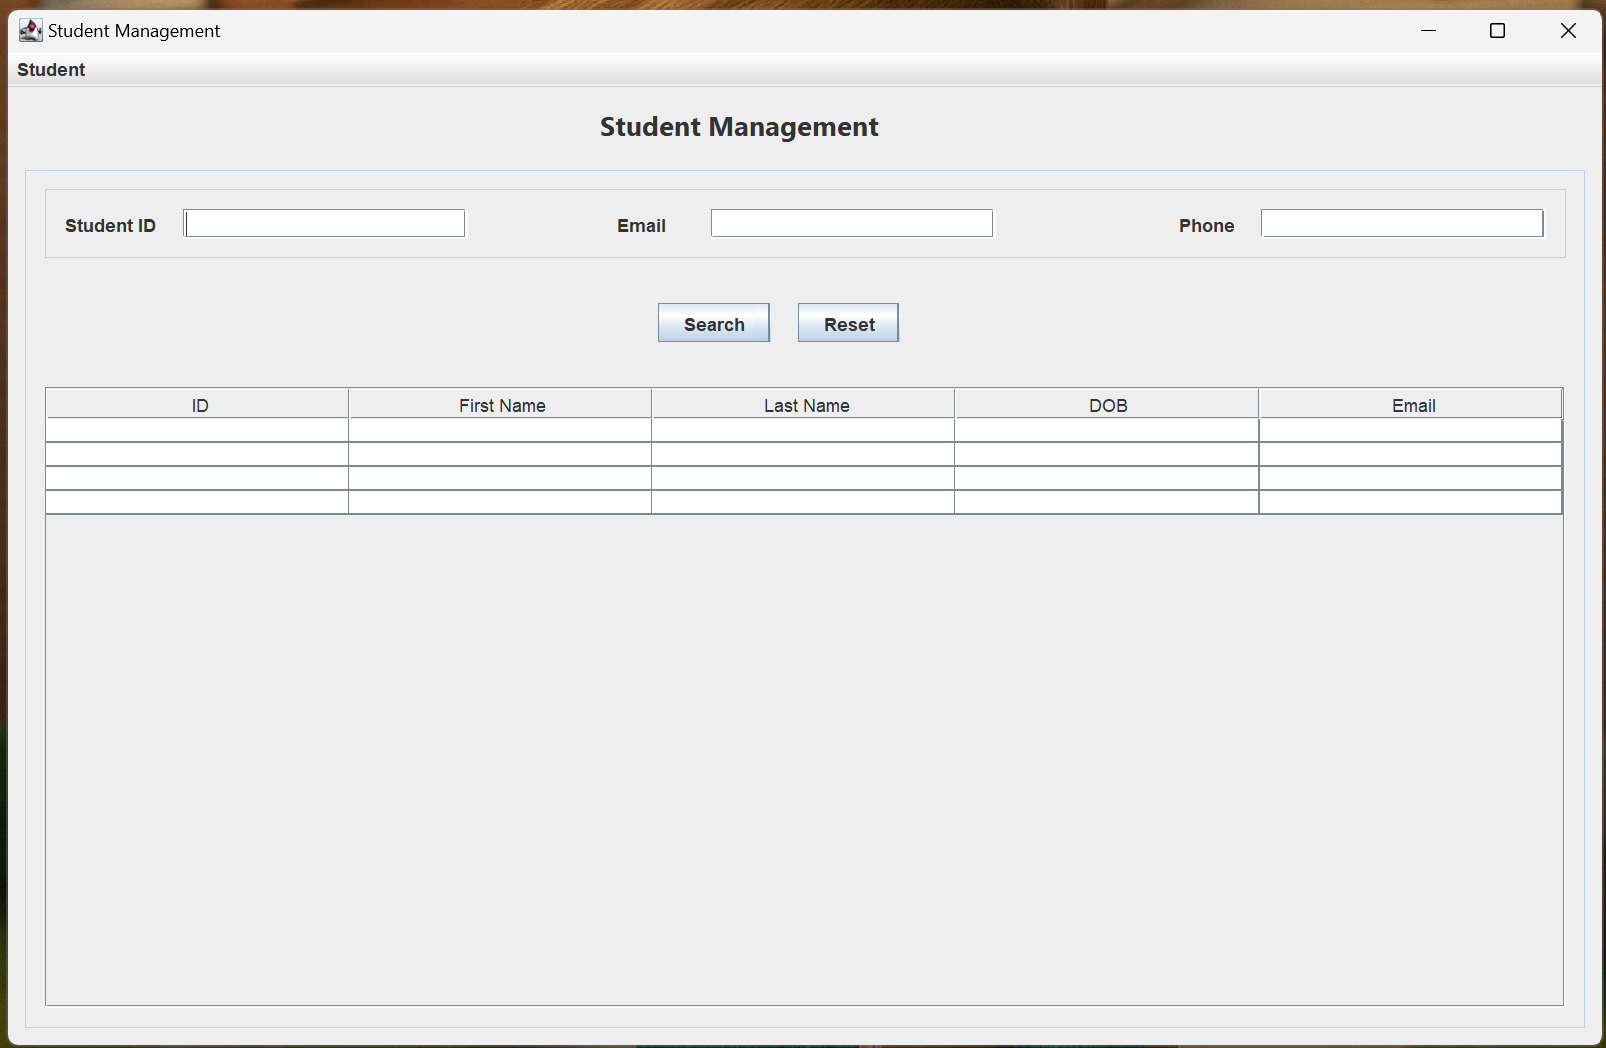 Student Management
Student
Student Management
Student ID Email Phone
Search Reset
ID First Name Last Name DOB Email